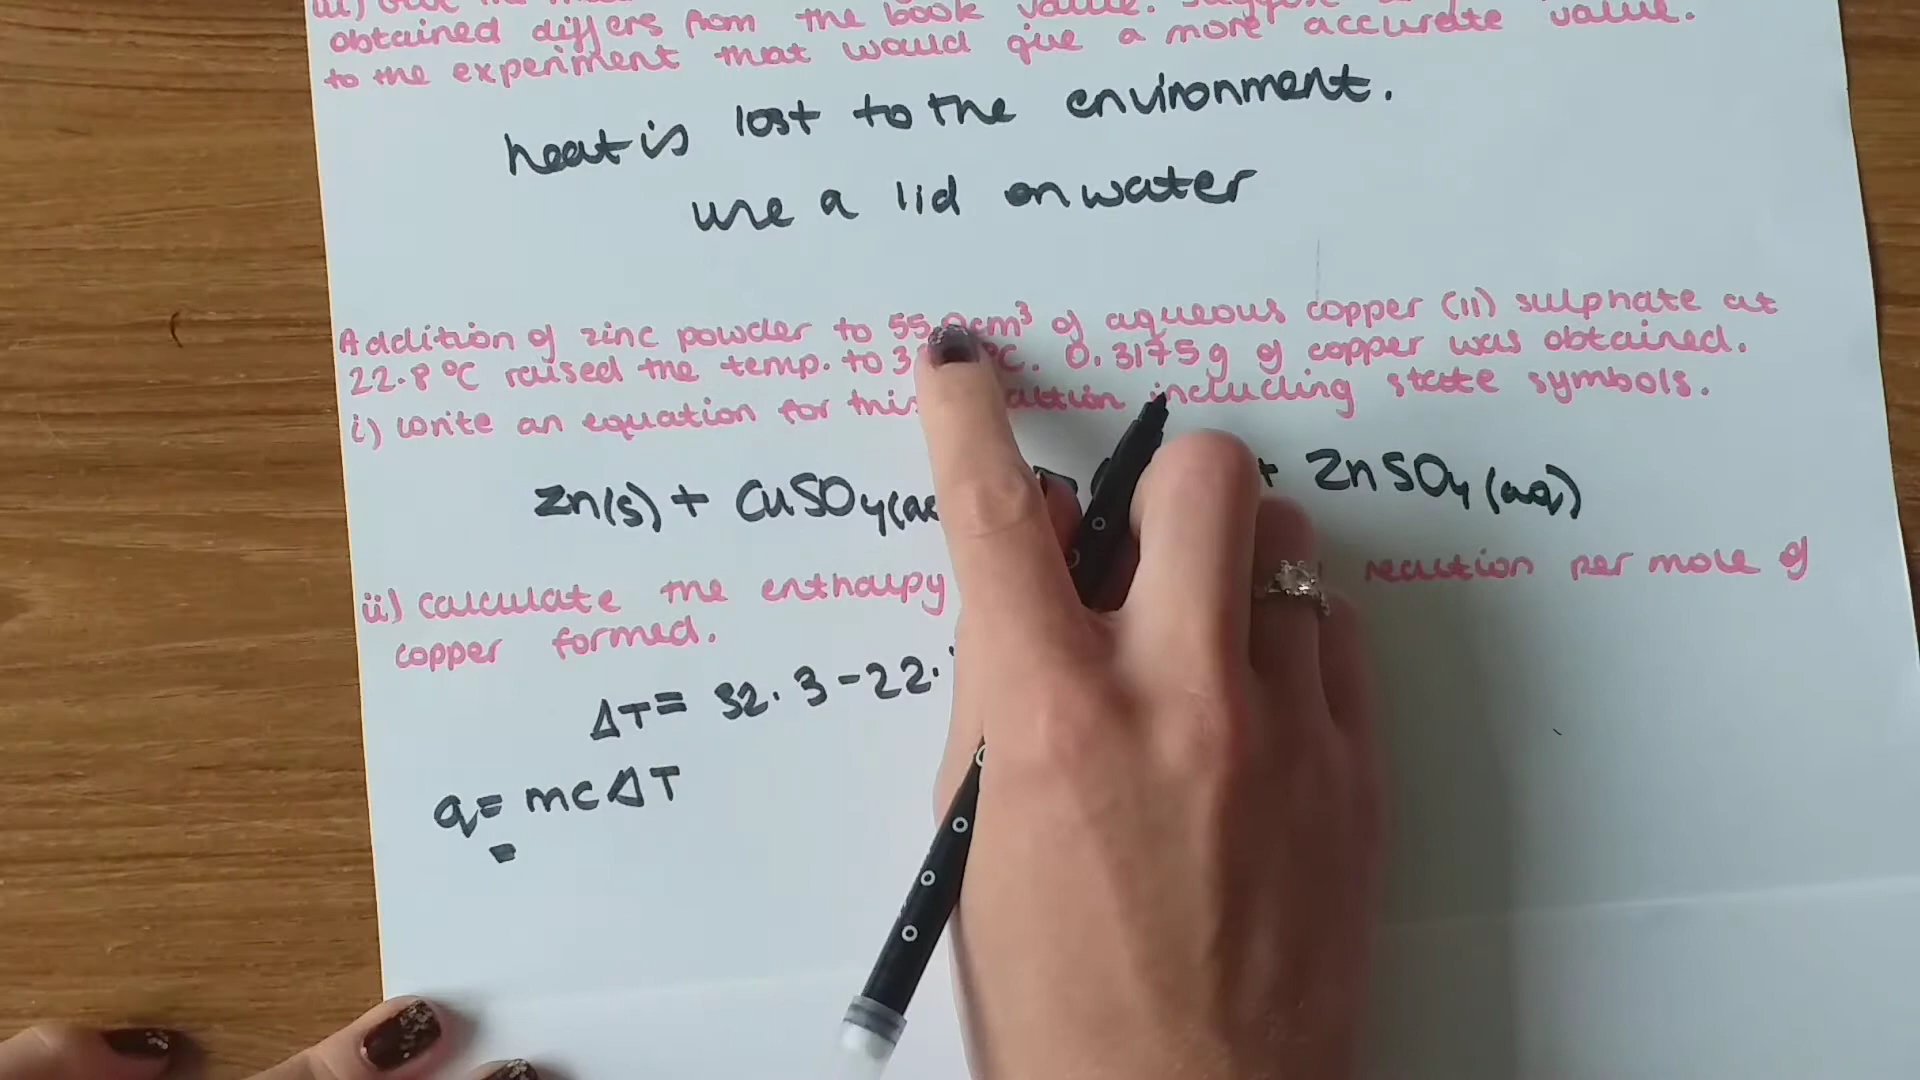 obtained differs from the book value.
to the experiment that would give a more accurate value.
heat is lost to the environment.
use a lid on water
Addition of zinc powder to 55.0cm³ of aqueous copper (II) sulphate at
22.8°C raised the temp. to 3 °C. 0.3175g of copper was obtained.
i) Write an equation for this including state symbols.
Zn(s) + CuSO4(aq + ZnSO4(aq)
ii) Calculate the enthalpy reaction per mole of
copper formed.
ΔT= 32.3-22.
q= mcΔT
=